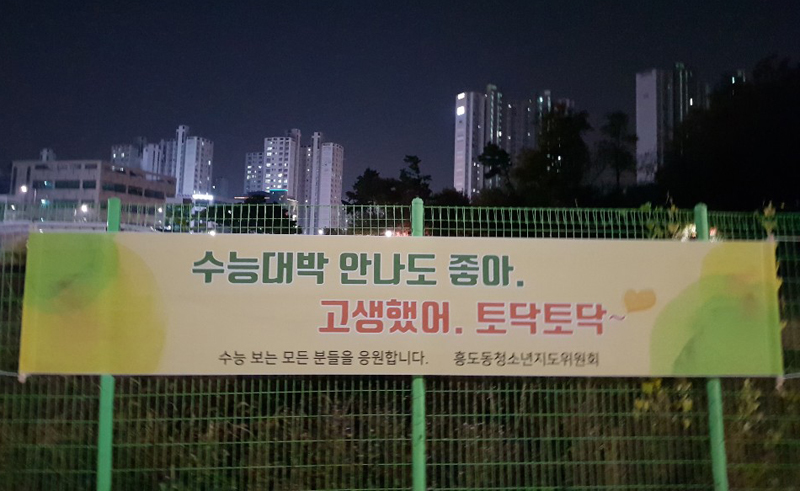 수능대박 안나도 좋아.
고생했어. 토닥토닥~
수능 보는 모든 분들을 응원합니다. 흥도동청소년지도위원회